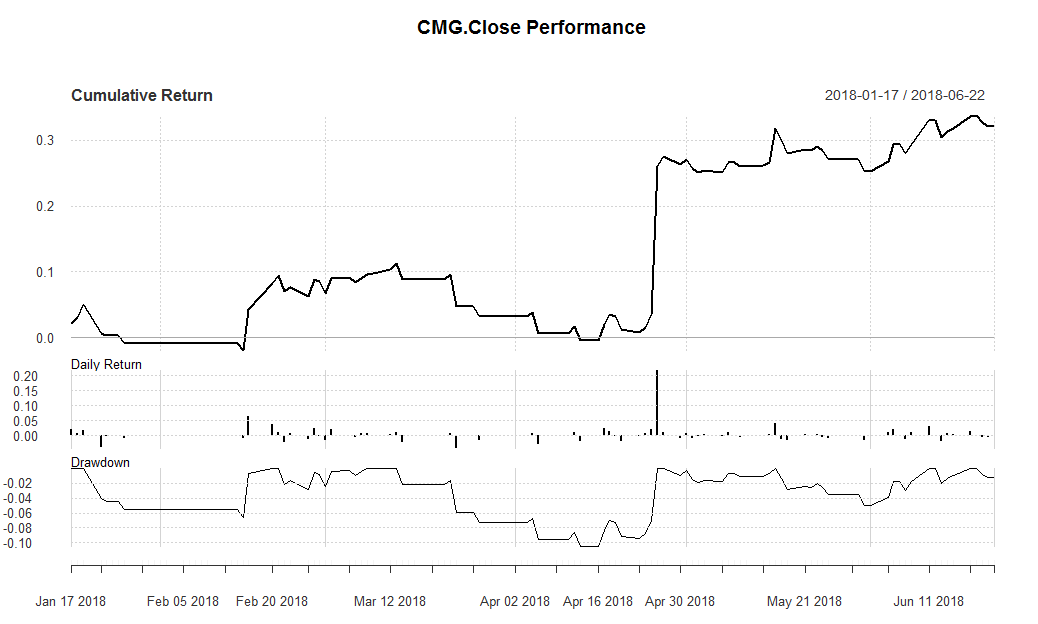 CMG.Close Performance
Cumulative Return 2018-01-17 / 2018-06-22
0.3
0.2
0.1
0.0
Daily Return
0.20
0.15
0.10
0.05
0.00
Drawdown
-0.02
-0.04
-0.06
-0.08
-0.10
Jan 17 2018 Feb 05 2018 Feb 20 2018 Mar 12 2018 Apr 02 2018 Apr 16 2018 Apr 30 2018 May 21 2018 Jun 11 2018